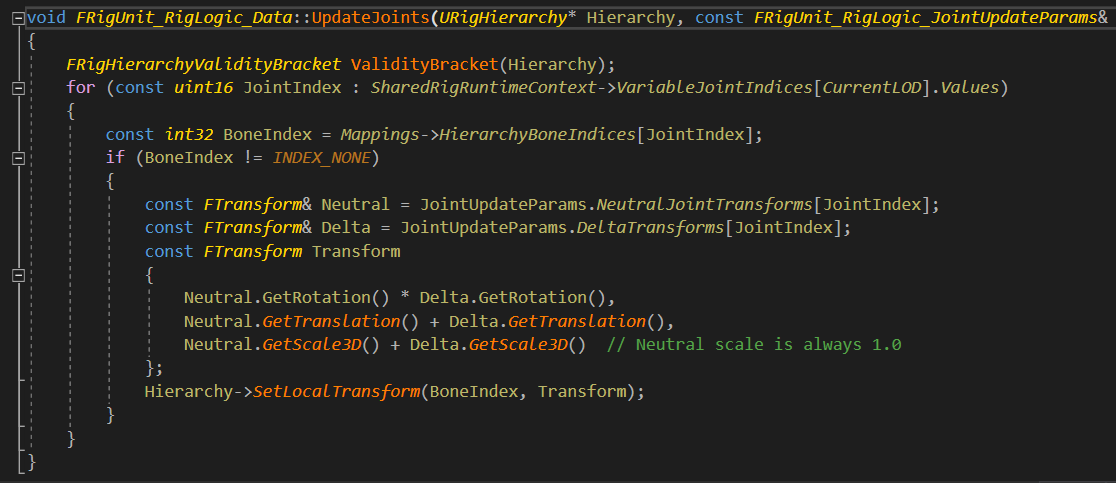 void FRigUnit_RigLogic_Data::UpdateJoints(URigHierarchy* Hierarchy, const FRigUnit_RigLogic_JointUpdateParams&
{
    FRigHierarchyValidityBracket ValidityBracket(Hierarchy);
    for (const uint16 JointIndex : SharedRigRuntimeContext->VariableJointIndices[CurrentLOD].Values)
    {
        const int32 BoneIndex = Mappings->HierarchyBoneIndices[JointIndex];
        if (BoneIndex != INDEX_NONE)
        {
            const FTransform& Neutral = JointUpdateParams.NeutralJointTransforms[JointIndex];
            const FTransform& Delta = JointUpdateParams.DeltaTransforms[JointIndex];
            const FTransform Transform
            {
                Neutral.GetRotation() * Delta.GetRotation(),
                Neutral.GetTranslation() + Delta.GetTranslation(),
                Neutral.GetScale3D() + Delta.GetScale3D()  // Neutral scale is always 1.0
            };
            Hierarchy->SetLocalTransform(BoneIndex, Transform);
        }
    }
}